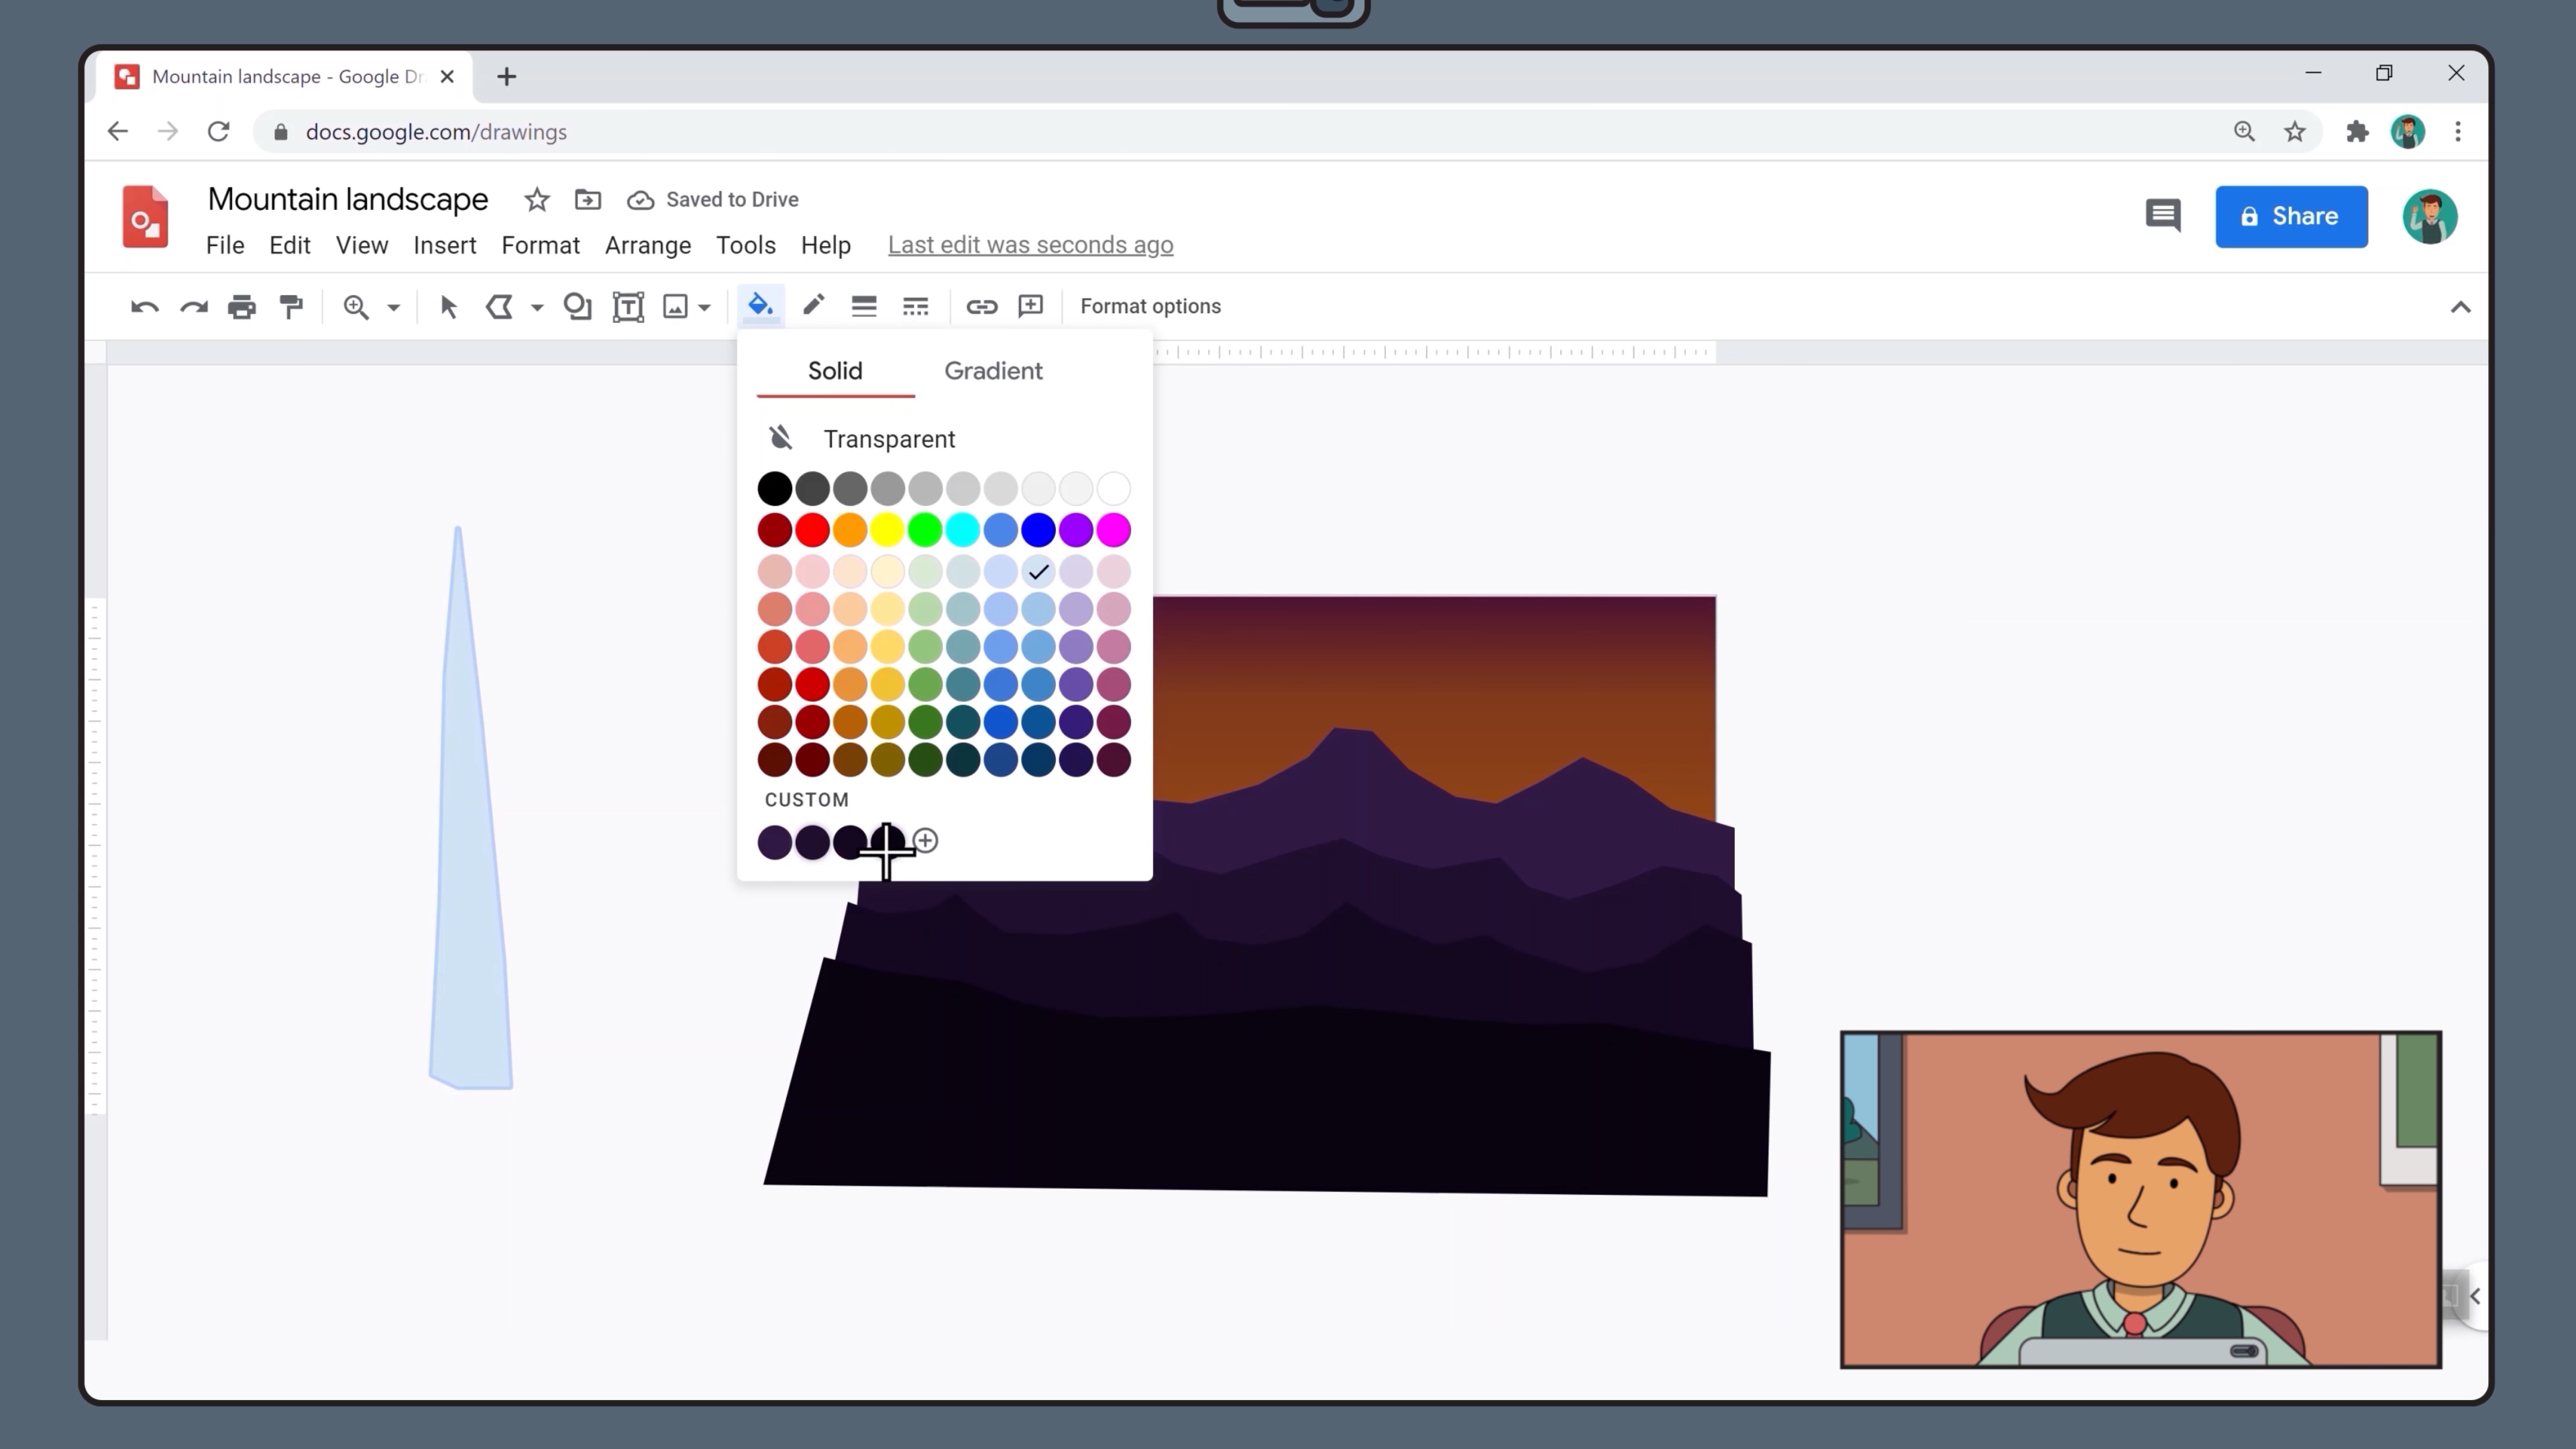 Mountain landscape - Google Dr
docs.google.com/drawings
Mountain landscape
Saved to Drive
Share
File Edit View Insert Format Arrange Tools Help Last edit was seconds ago
Format options
Solid Gradient
Transparent
CUSTOM